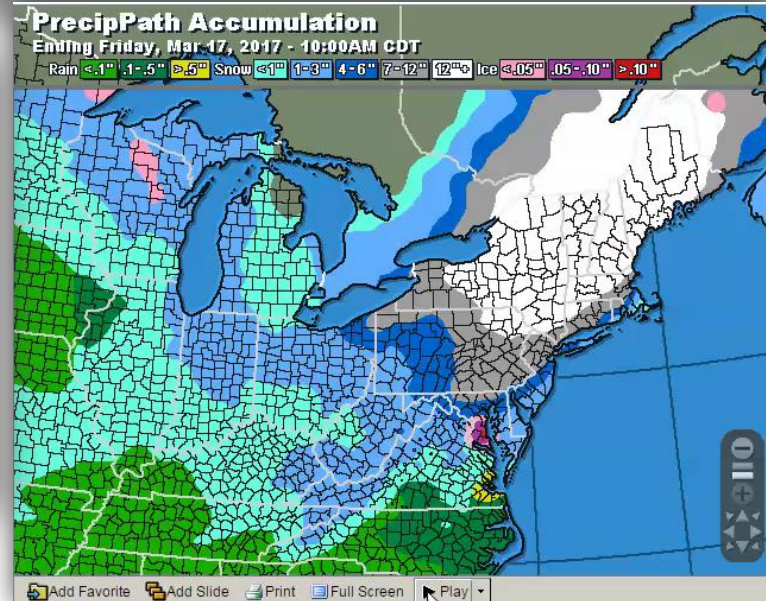 PrecipPath Accumulation
Ending Friday, Mar 17, 2017 - 10:00AM CDT
Rain <.1" .1-.5" >.5" Snow <1" 1-3" 4-6" 7-12" 12"+ Ice <.05" .05-.10" >.10"
Add Favorite Add Slide Print Full Screen Play